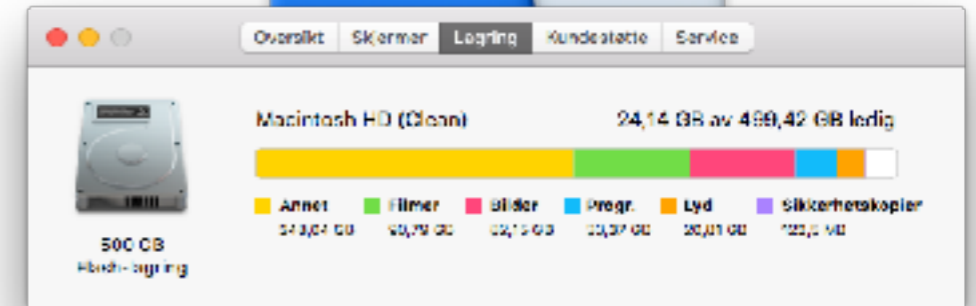 Oversikt Skjermer Lagring Kundestøtte Service
Macintosh HD (Clean) 24,14 GB av 499,42 GB ledig
Annet Filmer Bilder Progr. Lyd Sikkerhetskopier
500 GB
Flash-lagring